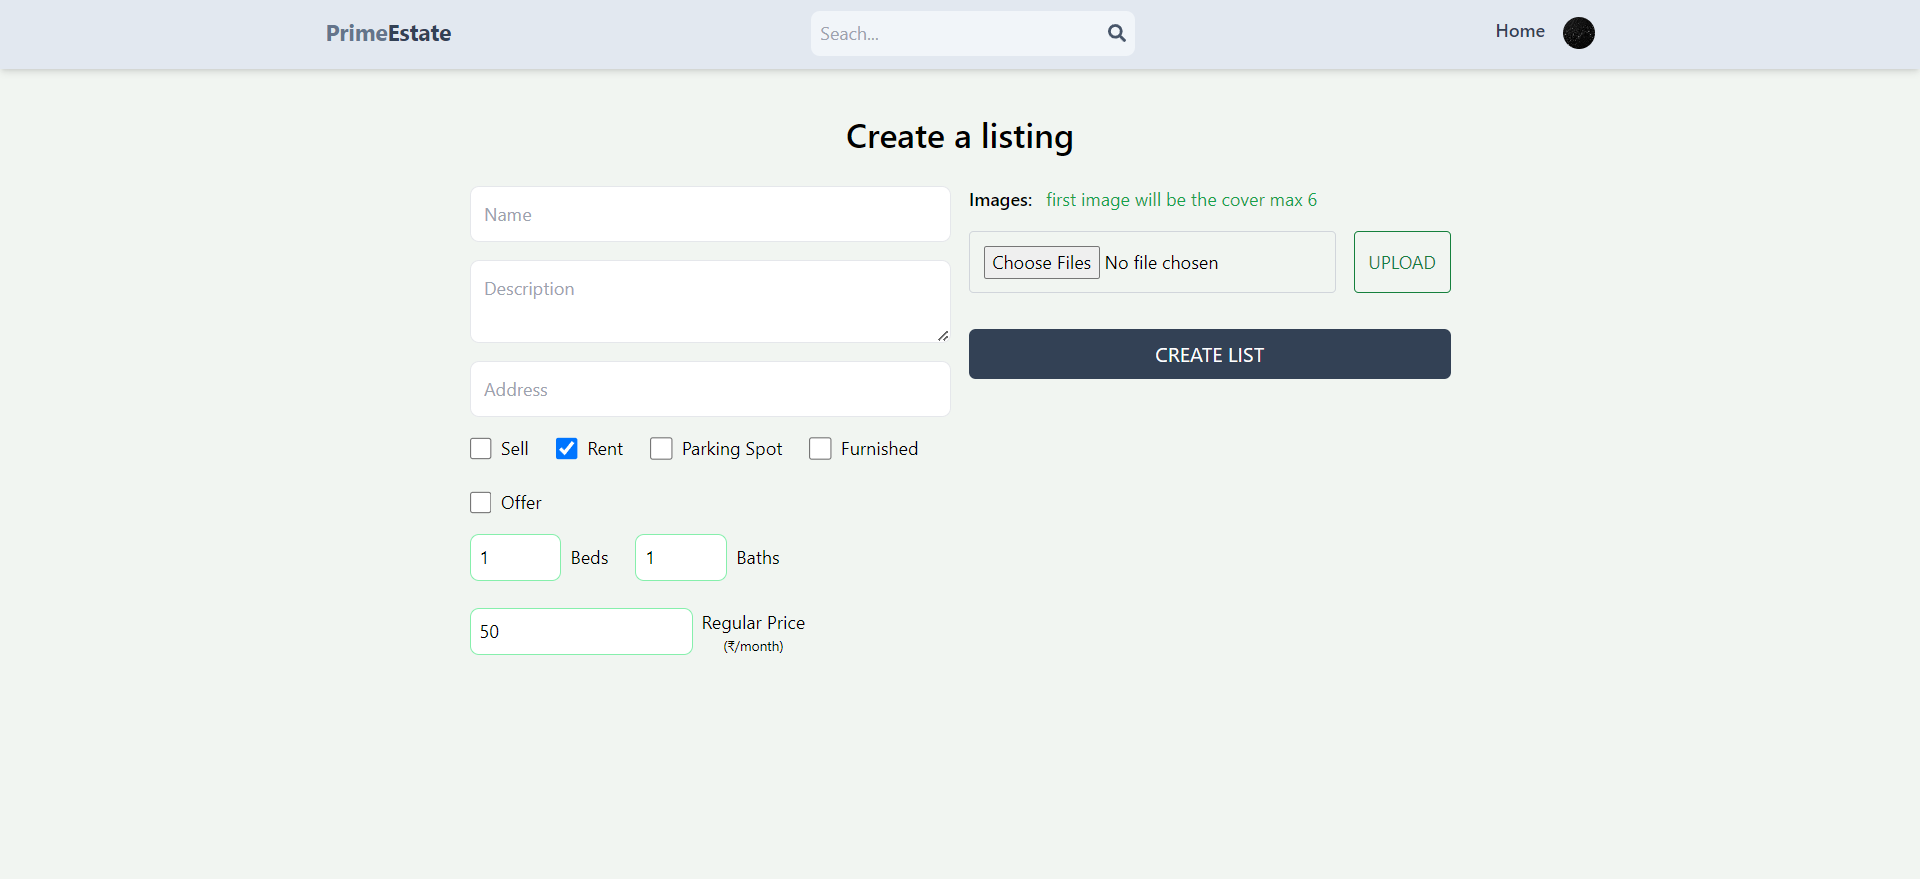 PrimeEstate
Seach...
Home
Create a listing
Name
Description
Address
Sell Rent Parking Spot Furnished
Offer
1 Beds 1 Baths
50 Regular Price
(₹/month)
Images: first image will be the cover max 6
Choose Files No file chosen UPLOAD
CREATE LIST